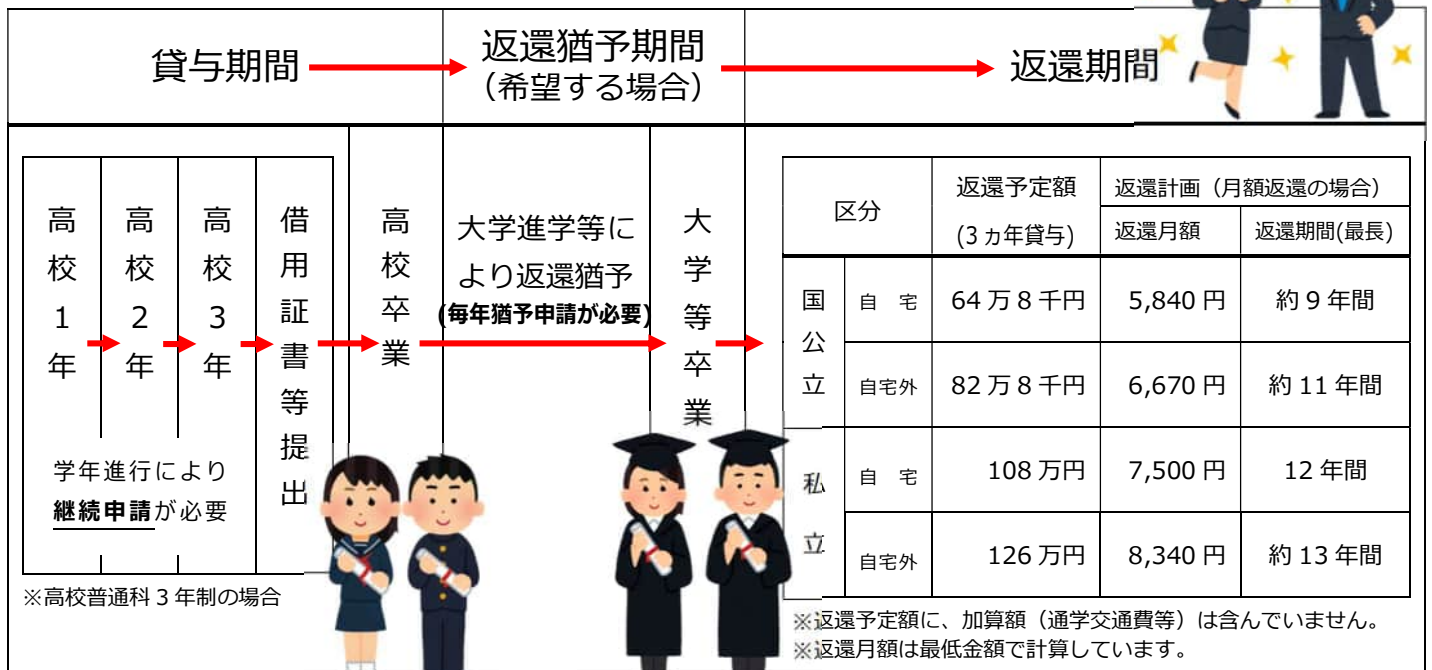 貸与期間
返還猶予期間
（希望する場合）
返還期間
高校1年
高校2年
高校3年
借用証書等提出
学年進行により
継続申請が必要
※高校普通科３年制の場合
高校卒業
大学進学等に
より返還猶予
(毎年猶予申請が必要)
大学等卒業
区分
返還予定額
(3ヵ年貸与)
返還計画（月額返還の場合）
返還月額
返還期間(最長)
国公立
自　宅
64万8千円
5,840円
約9年間
自宅外
82万8千円
6,670円
約11年間
私立
自　宅
108万円
7,500円
12年間
自宅外
126万円
8,340円
約13年間
※返還予定額に、加算額（通学交通費等）は含んでいません。
※返還月額は最低金額で計算しています。